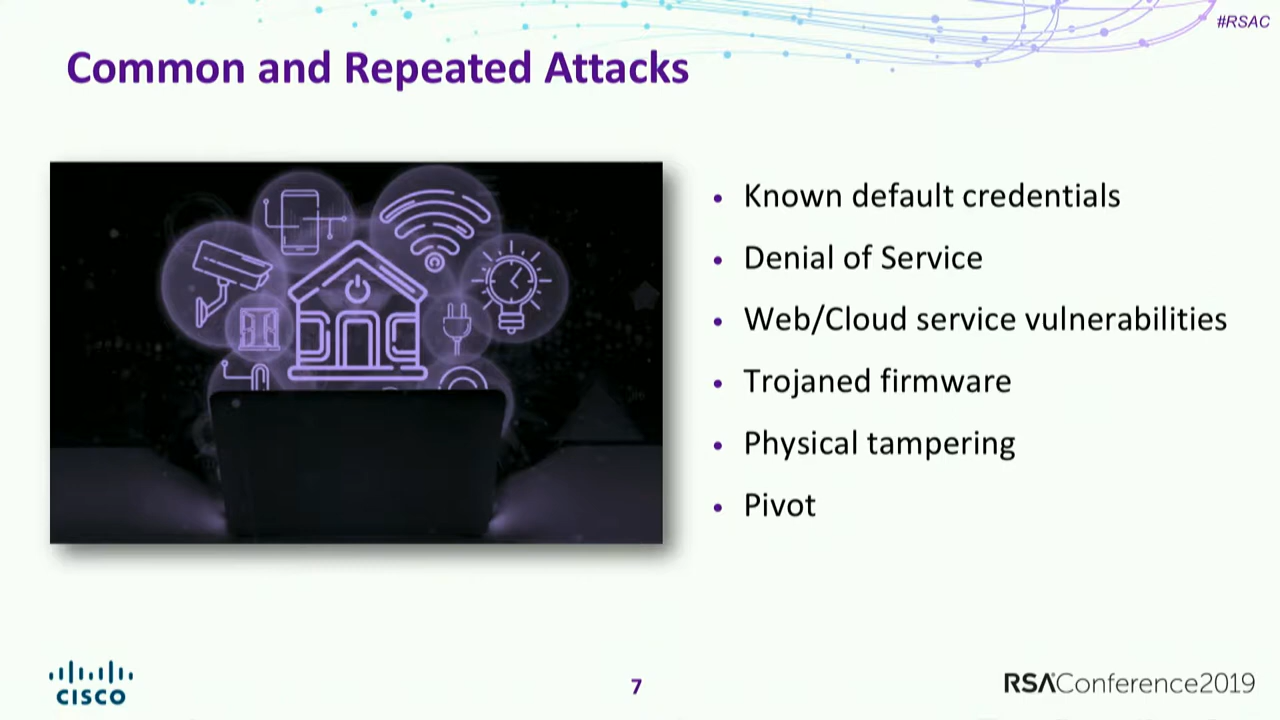 #RSAC
Common and Repeated Attacks
• Known default credentials
• Denial of Service
• Web/Cloud service vulnerabilities
• Trojaned firmware
• Physical tampering
• Pivot
CISCO
7
RSAConference2019